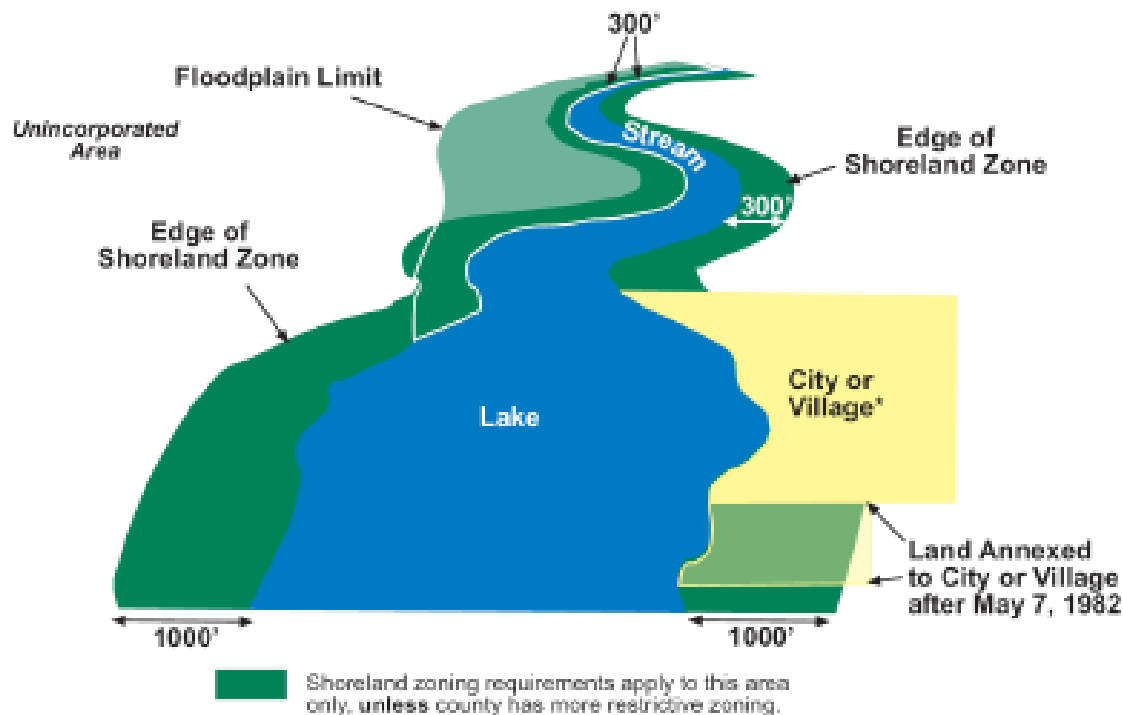 300'
Floodplain Limit
Unincorporated
Area
Stream
Edge of
Shoreland Zone
300'
Edge of
Shoreland Zone
City or
Village*
Lake
Land Annexed
to City or Village
after May 7, 1982
1000'
1000'
Shoreland zoning requirements apply to this area
only, unless county has more restrictive zoning.